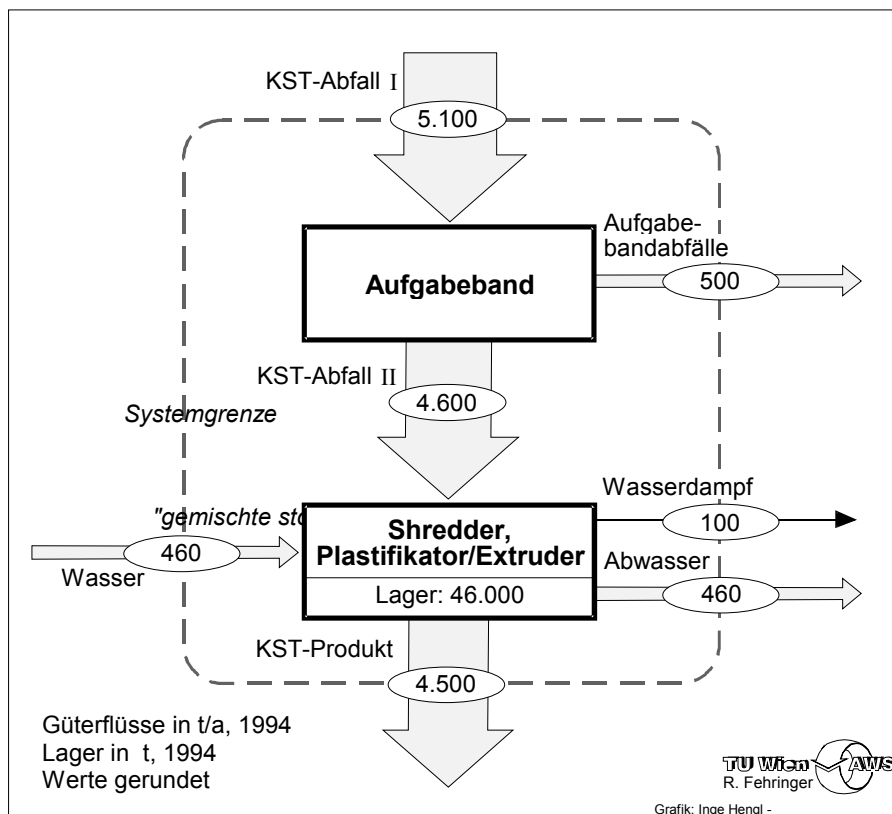 KST-Abfall I
5.100
Aufgabe-
bandabfälle
Aufgabeband
500
KST-Abfall II
4.600
Systemgrenze
"gemischte sto
Wasserdampf
Shredder,
Plastifikator/Extruder
100
460
Wasser
Abwasser
Lager: 46.000
460
KST-Produkt
4.500
Güterflüsse in t/a, 1994
Lager in t, 1994
Werte gerundet
TU Wien AWS
R. Fehringer
Grafik: Inge Hengl -